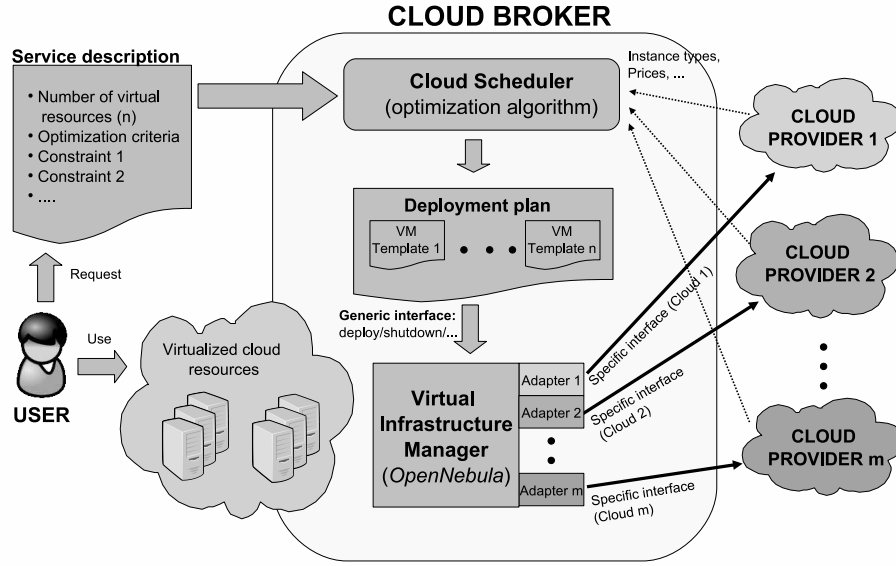 CLOUD BROKER
Service description
• Number of virtual
resources (n)
• Optimization criteria
• Constraint 1
• Constraint 2
• ....
Request
Use
USER
Virtualized cloud
resources
Cloud Scheduler
(optimization algorithm)
Instance types,
Prices, ...
Deployment plan
VM
Template 1
• • •
VM
Template n
Generic interface:
deploy/shutdown/...
Virtual
Infrastructure
Manager
(OpenNebula)
Adapter 1
Adapter 2
Adapter m
Specific interface (Cloud 1)
Specific interface
(Cloud 2)
Specific interface
(Cloud m)
CLOUD
PROVIDER 1
CLOUD
PROVIDER 2
CLOUD
PROVIDER m